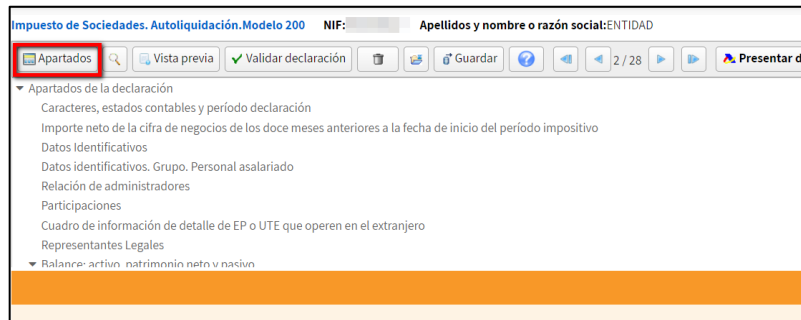 Impuesto de Sociedades. Autoliquidación.Modelo 200 NIF: Apellidos y nombre o razón social:ENTIDAD
Apartados Vista previa Validar declaración Guardar 2 / 28 Presentar
Apartados de la declaración
Caracteres, estados contables y período declaración
Importe neto de la cifra de negocios de los doce meses anteriores a la fecha de inicio del período impositivo
Datos Identificativos
Datos identificativos. Grupo. Personal asalariado
Relación de administradores
Participaciones
Cuadro de información de detalle de EP o UTE que operen en el extranjero
Representantes Legales
Balance: activo, patrimonio neto y pasivo